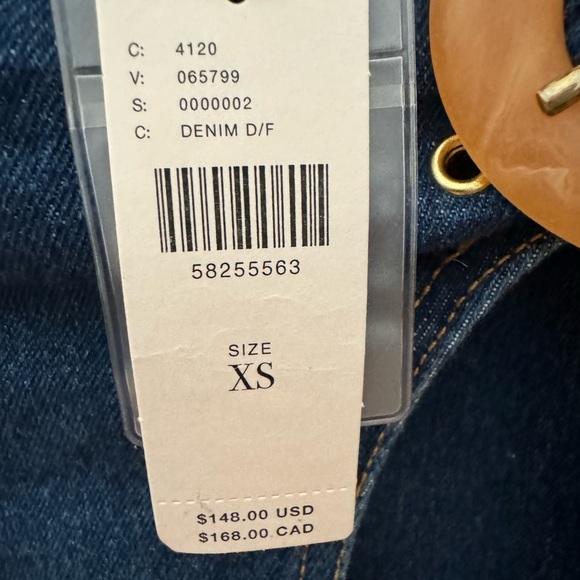 C: 4120
V: 065799
S: 0000002
C: DENIM D/F
58255563
SIZE
XS
$148.00 USD
$168.00 CAD